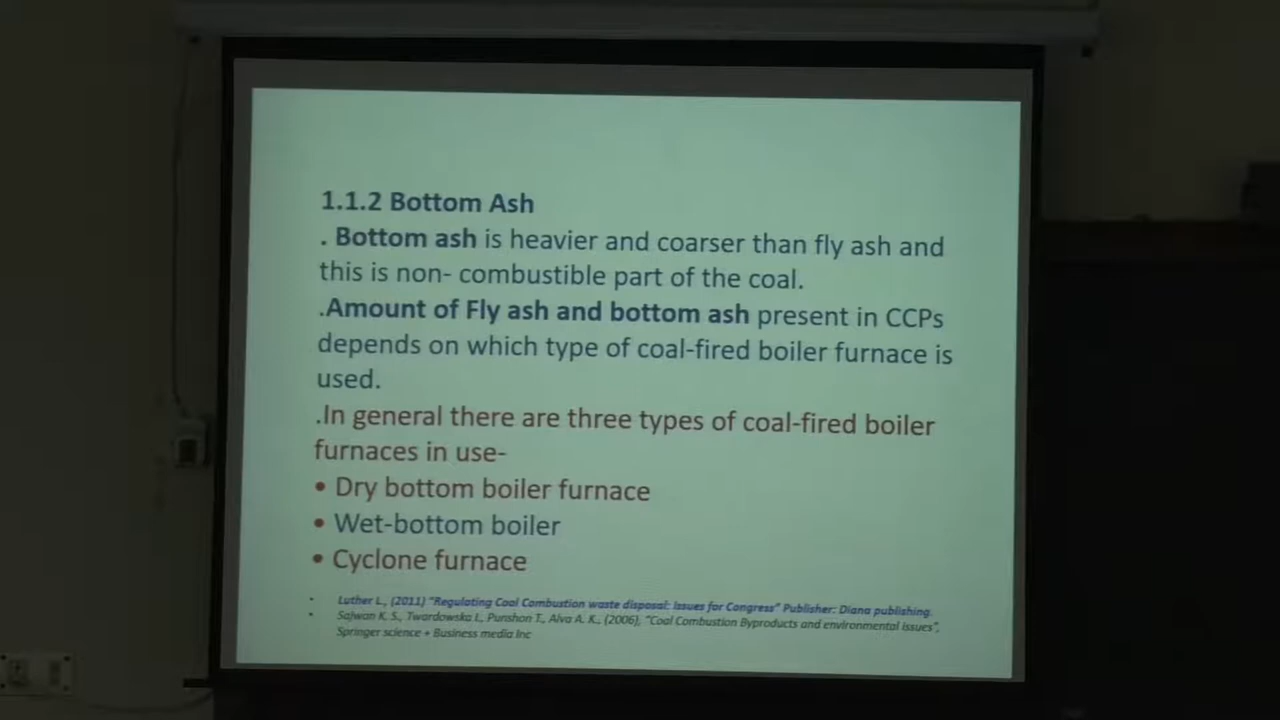 1.1.2 Bottom Ash
. Bottom ash is heavier and coarser than fly ash and
this is non- combustible part of the coal.
.Amount of Fly ash and bottom ash present in CCPs
depends on which type of coal-fired boiler furnace is
used.
.In general there are three types of coal-fired boiler
furnaces in use-
• Dry bottom boiler furnace
• Wet-bottom boiler
• Cyclone furnace
• Luther L., (2011) "Regulating Coal Combustion waste disposal: Issues for Congress" Publisher: Diana publishing.
• Sajwan K. S., Twardowska I., Punshon T., Alva A. K., (2006), "Coal Combustion Byproducts and environmental issues",
Springer science + Business media Inc